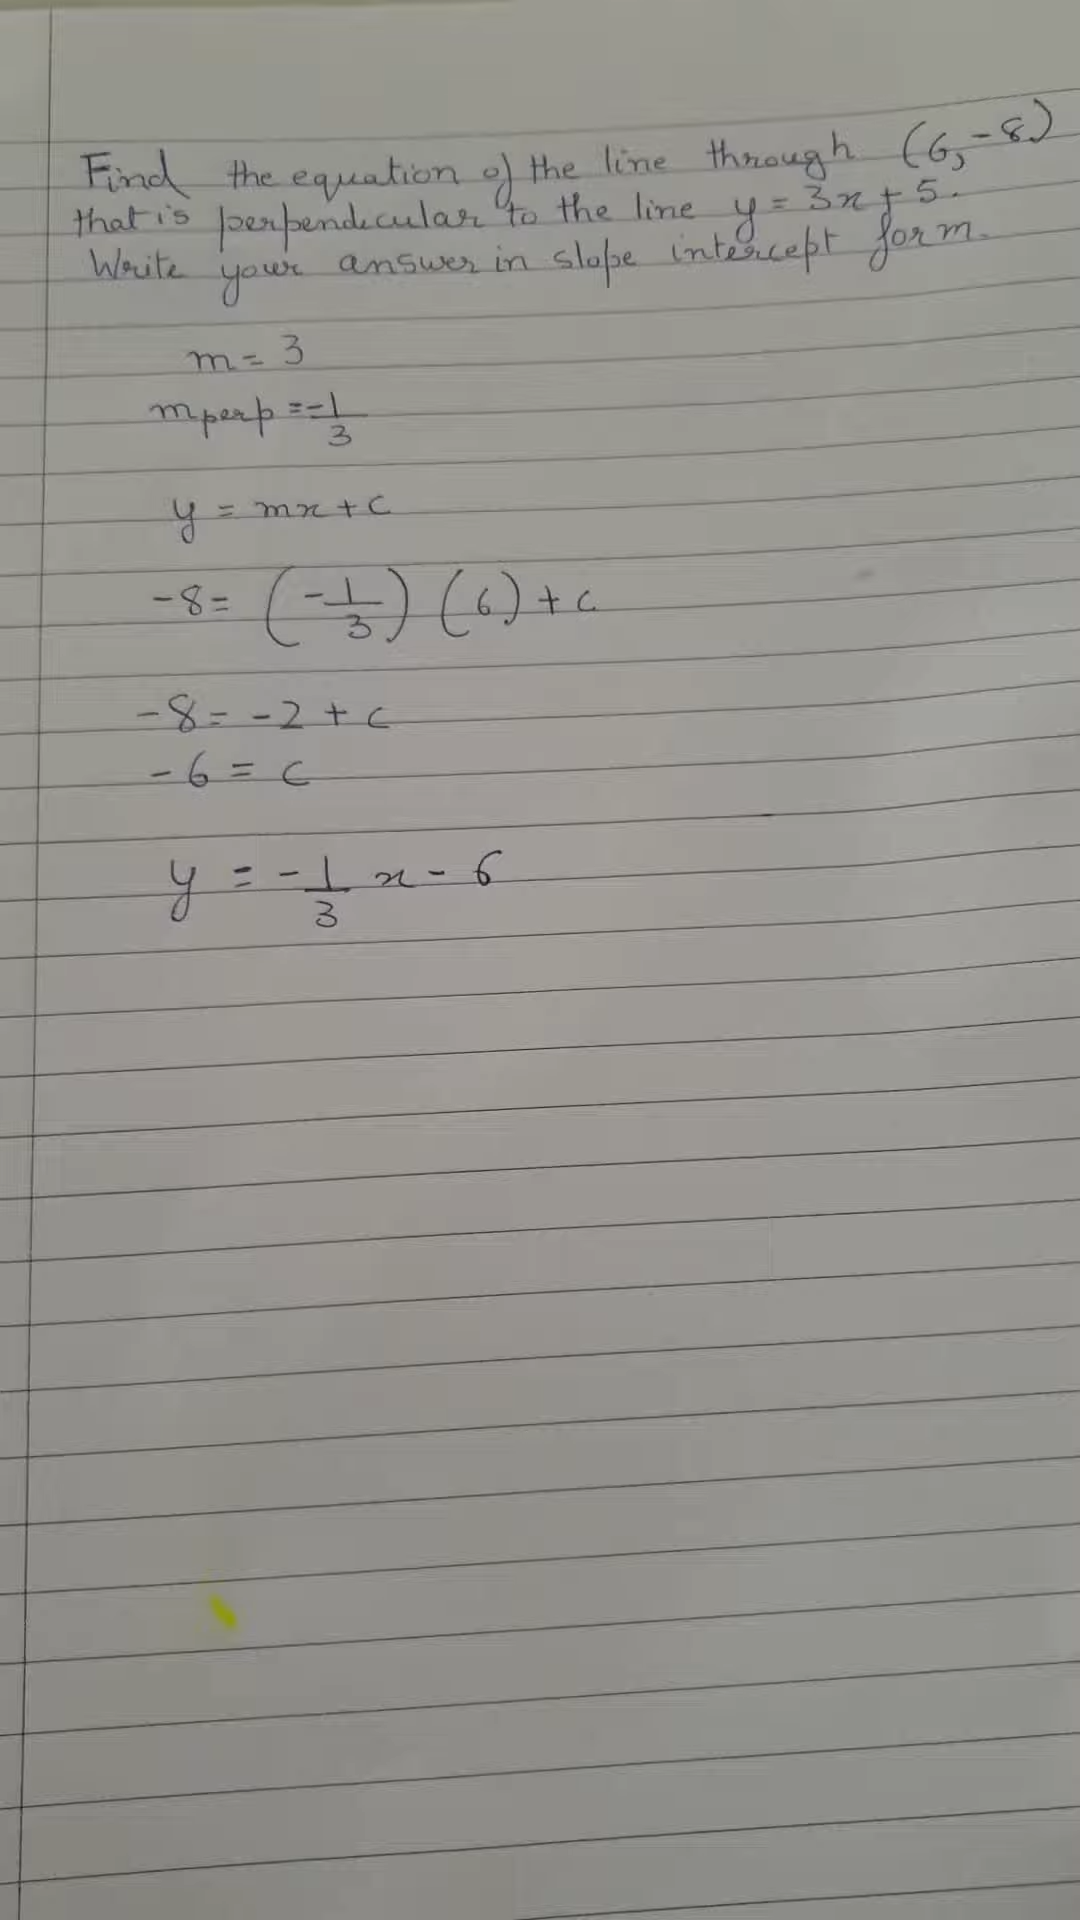 Find the equation of the line through (6, -8)
that is perpendicular to the line y = 3x + 5.
Write your answer in slope intercept form.
m = 3
m perp = -1/3
y = mx + c
-8 = (-1/3) (6) + c
-8 = -2 + c
-6 = c
y = -1/3 x - 6